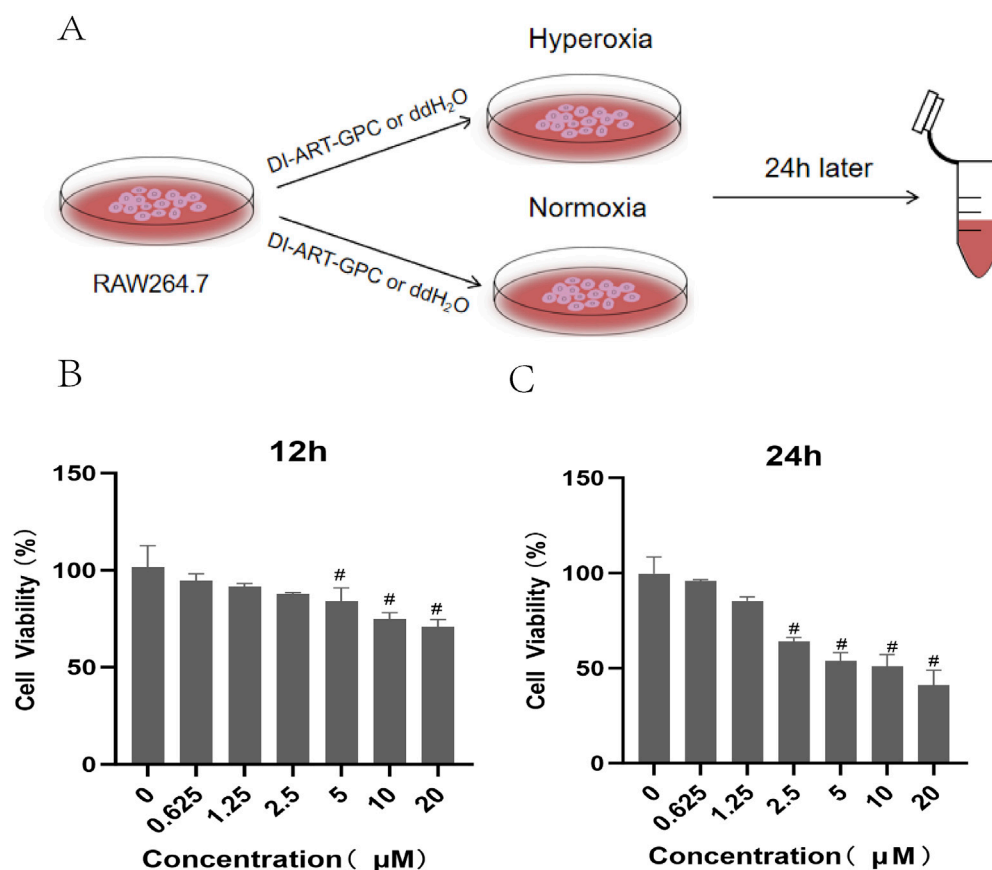 A
Hyperoxia
DI-ART-GPC or ddH₂O
24h later
Normoxia
DI-ART-GPC or ddH₂O
RAW264.7
B
12h
150
100
50
0
Cell Viability (%)
# # #
0 0.625 1.25 2.5 5 10 20
Concentration( μM)
C
24h
150
100
50
0
Cell Viability (%)
# # # #
0 0.625 1.25 2.5 5 10 20
Concentration( μM)